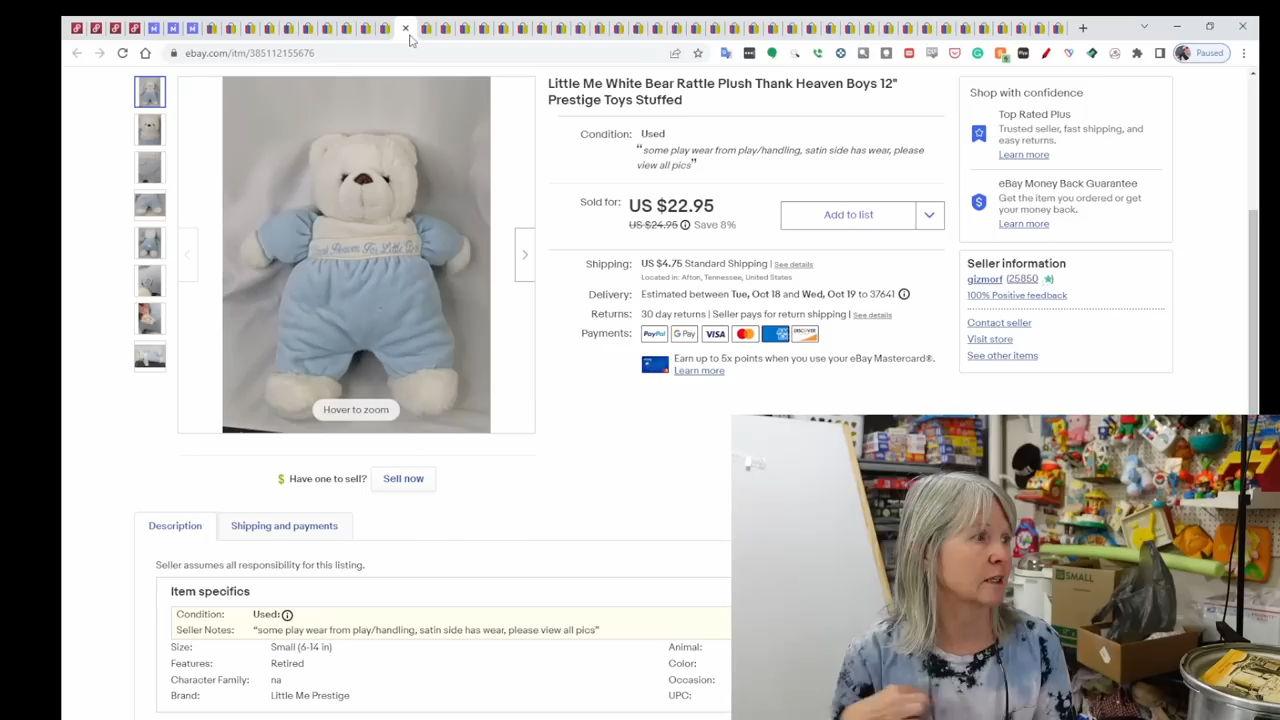 ebay.com/itm/385112155676
Paused
Little Me White Bear Rattle Plush Thank Heaven Boys 12"
Prestige Toys Stuffed
Condition: Used
"some play wear from play/handling, satin side has wear, please
view all pics"
Sold for: US $22.95
US $24.95 Save 8%
Add to list
Shipping: US $4.75 Standard Shipping | See details
Located in: Afton, Tennessee, United States
Delivery: Estimated between Tue, Oct 18 and Wed, Oct 19 to 37641
Returns: 30 day returns | Seller pays for return shipping | See details
Payments: PayPal G Pay VISA DISCOVER
Earn up to 5x points when you use your eBay Mastercard®.
Learn more
Shop with confidence
Top Rated Plus
Trusted seller, fast shipping, and
easy returns.
Learn more
eBay Money Back Guarantee
Get the item you ordered or get
your money back.
Learn more
Seller information
gizmorf (25850)
100% Positive feedback
Contact seller
Visit store
See other items
Heaven For Little
Hover to zoom
$ Have one to sell? Sell now
Description Shipping and payments
Seller assumes all responsibility for this listing.
Item specifics
Condition: Used:
Seller Notes: "some play wear from play/handling, satin side has wear, please view all pics"
Size: Small (6-14 in) Animal:
Features: Retired Color:
Character Family: na Occasion:
Brand: Little Me Prestige UPC:
SMALL